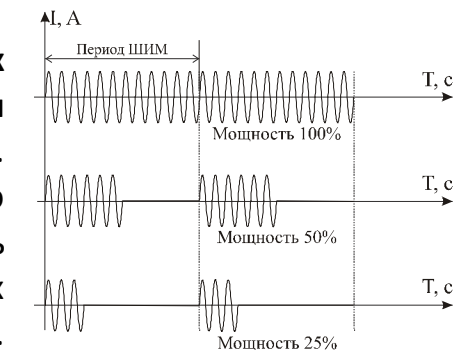 I, А
Период ШИМ
Т, с
Мощность 100%
Т, с
Мощность 50%
Т, с
Мощность 25%